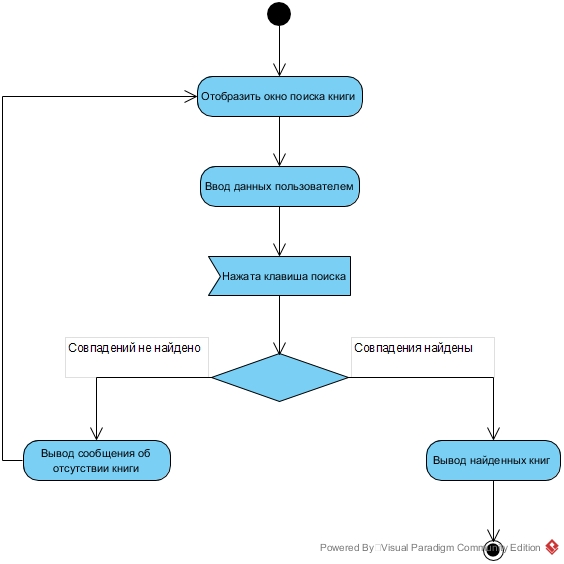 Отобразить окно поиска книги
Ввод данных пользователем
Нажата клавиша поиска
Совпадений не найдено
Совпадения найдены
Вывод сообщения об
отсутствии книги
Вывод найденных книг
Powered By Visual Paradigm Community Edition